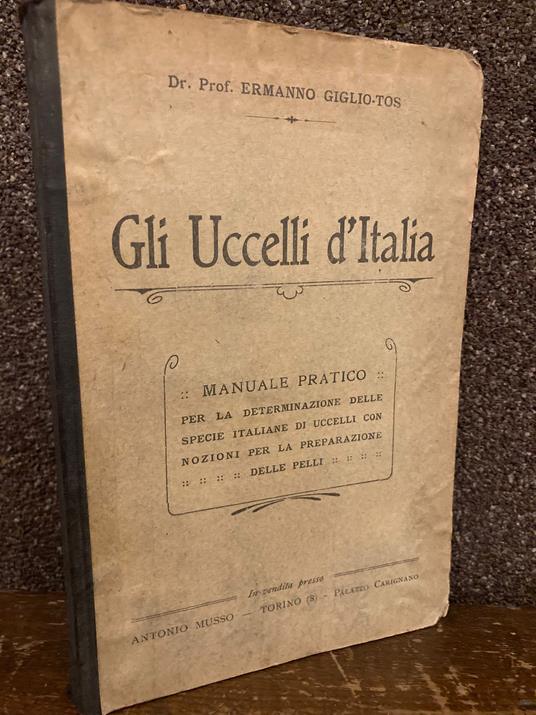 Dr. Prof. ERMANNO GIGLIO-TOS
Gli Uccelli d'Italia
:: MANUALE PRATICO ::
PER LA DETERMINAZIONE DELLE
SPECIE ITALIANE DI UCCELLI CON
NOZIONI PER LA PREPARAZIONE
:: :: :: :: DELLE PELLI :: :: :: ::
In vendita presso
ANTONIO MUSSO — TORINO (8) - PALAZZO CARIGNANO